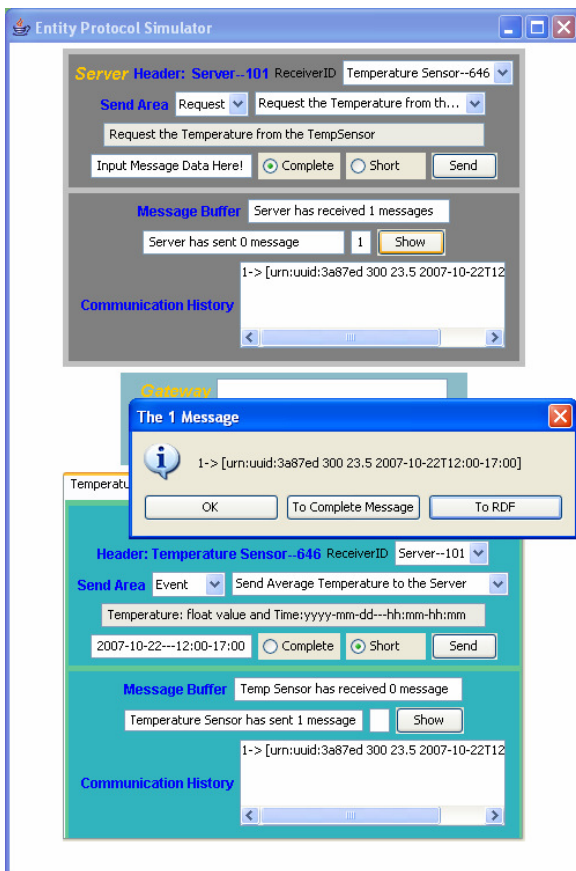 Entity Protocol Simulator
Server Header: Server--101 ReceiverID Temperature Sensor--646
Send Area Request Request the Temperature from th...
Request the Temperature from the TempSensor
Input Message Data Here! Complete Short Send
Message Buffer Server has received 1 messages
Server has sent 0 message 1 Show
1-> [urn:uuid:3a87ed 300 23.5 2007-10-22T12
Communication History
Gateway
The 1 Message
1-> [urn:uuid:3a87ed 300 23.5 2007-10-22T12:00-17:00]
OK To Complete Message To RDF
Temperatu
Header: Temperature Sensor--646 ReceiverID Server--101
Send Area Event Send Average Temperature to the Server
Temperature: float value and Time:yyyy-mm-dd---hh:mm-hh:mm
2007-10-22---12:00-17:00 Complete Short Send
Message Buffer Temp Sensor has received 0 message
Temperature Sensor has sent 1 message Show
1-> [urn:uuid:3a87ed 300 23.5 2007-10-22T12
Communication History